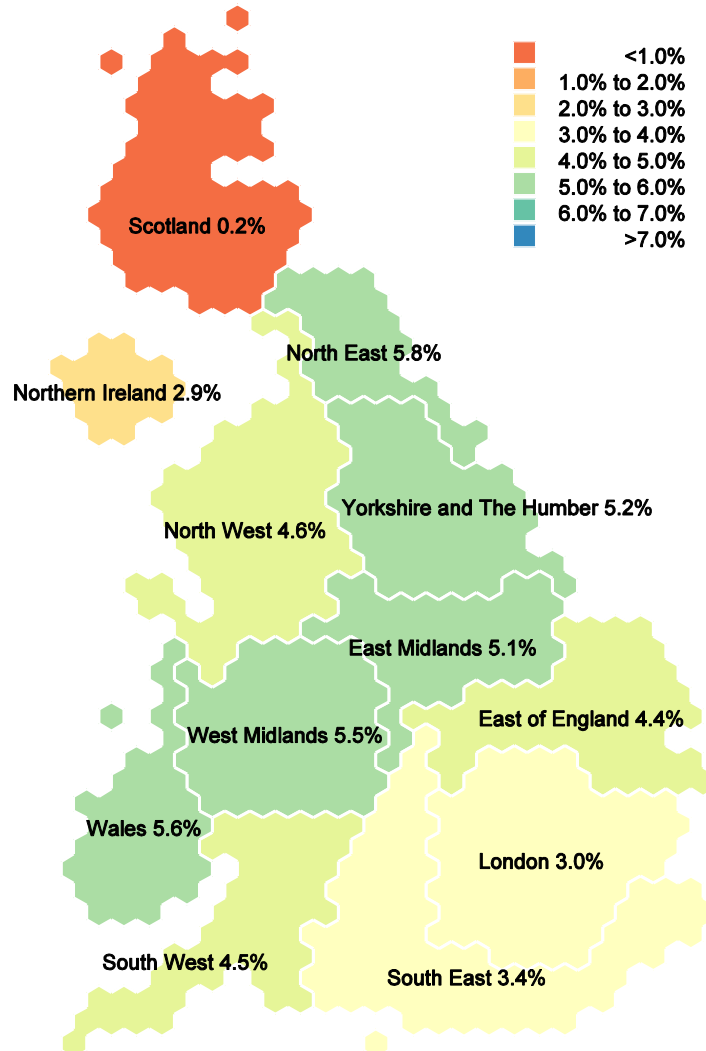 <1.0%
1.0% to 2.0%
2.0% to 3.0%
3.0% to 4.0%
4.0% to 5.0%
5.0% to 6.0%
6.0% to 7.0%
>7.0%
Scotland 0.2%
North East 5.8%
Northern Ireland 2.9%
Yorkshire and The Humber 5.2%
North West 4.6%
East Midlands 5.1%
East of England 4.4%
West Midlands 5.5%
Wales 5.6%
London 3.0%
South West 4.5%
South East 3.4%